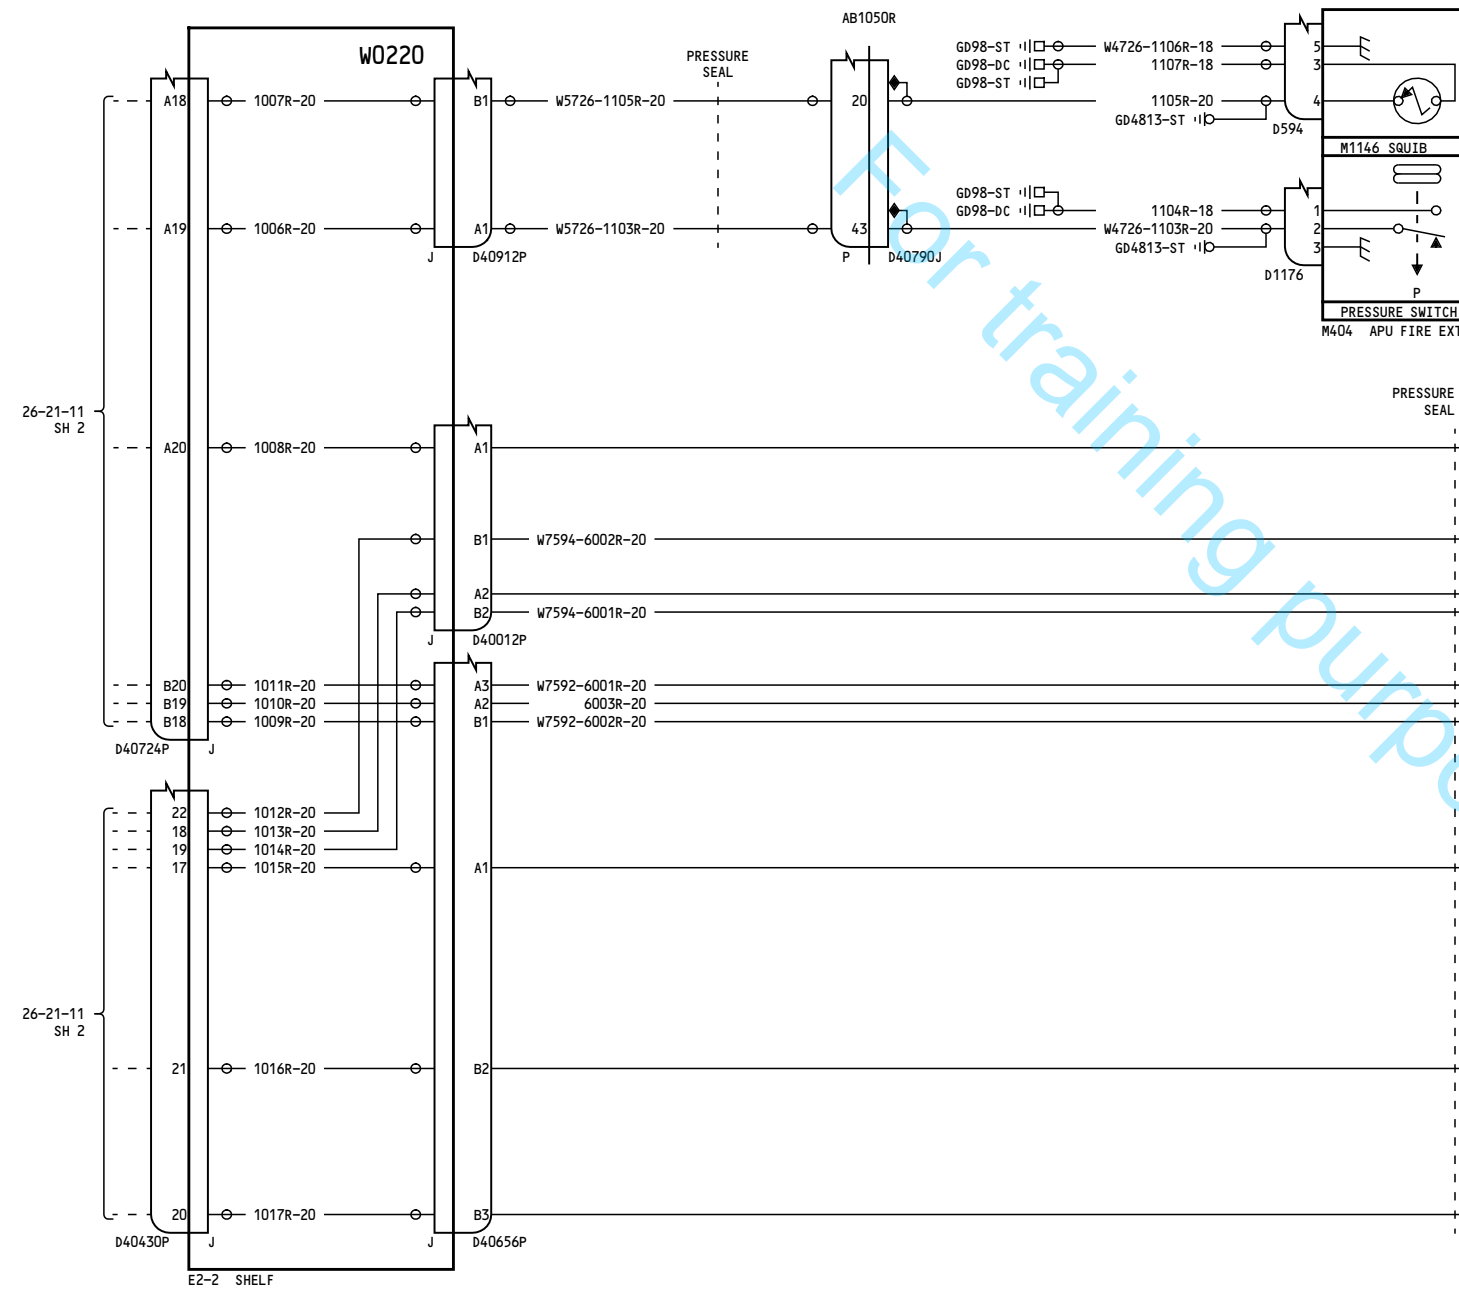 AB1050R
W0220
PRESSURE
SEAL
GD98-ST W4726-1106R-18 5
GD98-DC 1107R-18 3
GD98-ST
A18 1007R-20 B1 W5726-1105R-20 20 1105R-20 4
GD4813-ST
D594
M1146 SQUIB
GD98-ST
GD98-DC 1104R-18 1
A19 1006R-20 A1 W5726-1103R-20 43 W4726-1103R-20 2
GD4813-ST 3
J D40912P P D40790J
D1176
P
PRESSURE SWITCH
M404 APU FIRE EXT
PRESSURE
SEAL
26-21-11
SH 2
A20 1008R-20 A1
B1 W7594-6002R-20
A2
B2 W7594-6001R-20
J D40012P
B20 1011R-20 A3 W7592-6001R-20
B19 1010R-20 A2 6003R-20
B18 1009R-20 B1 W7592-6002R-20
D40724P J
22 1012R-20
18 1013R-20
19 1014R-20
17 1015R-20 A1
26-21-11
SH 2
21 1016R-20 B2
20 1017R-20 B3
D40430P J J D40656P
E2-2 SHELF
For training purpo